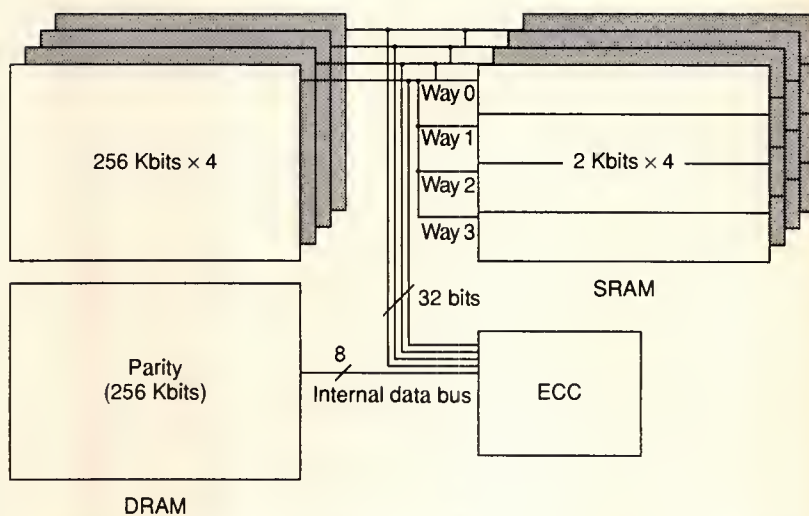 Way 0
Way 1
256 Kbits × 4
2 Kbits × 4
Way 2
Way 3
SRAM
32 bits
Parity
(256 Kbits)
8
Internal data bus
ECC
DRAM